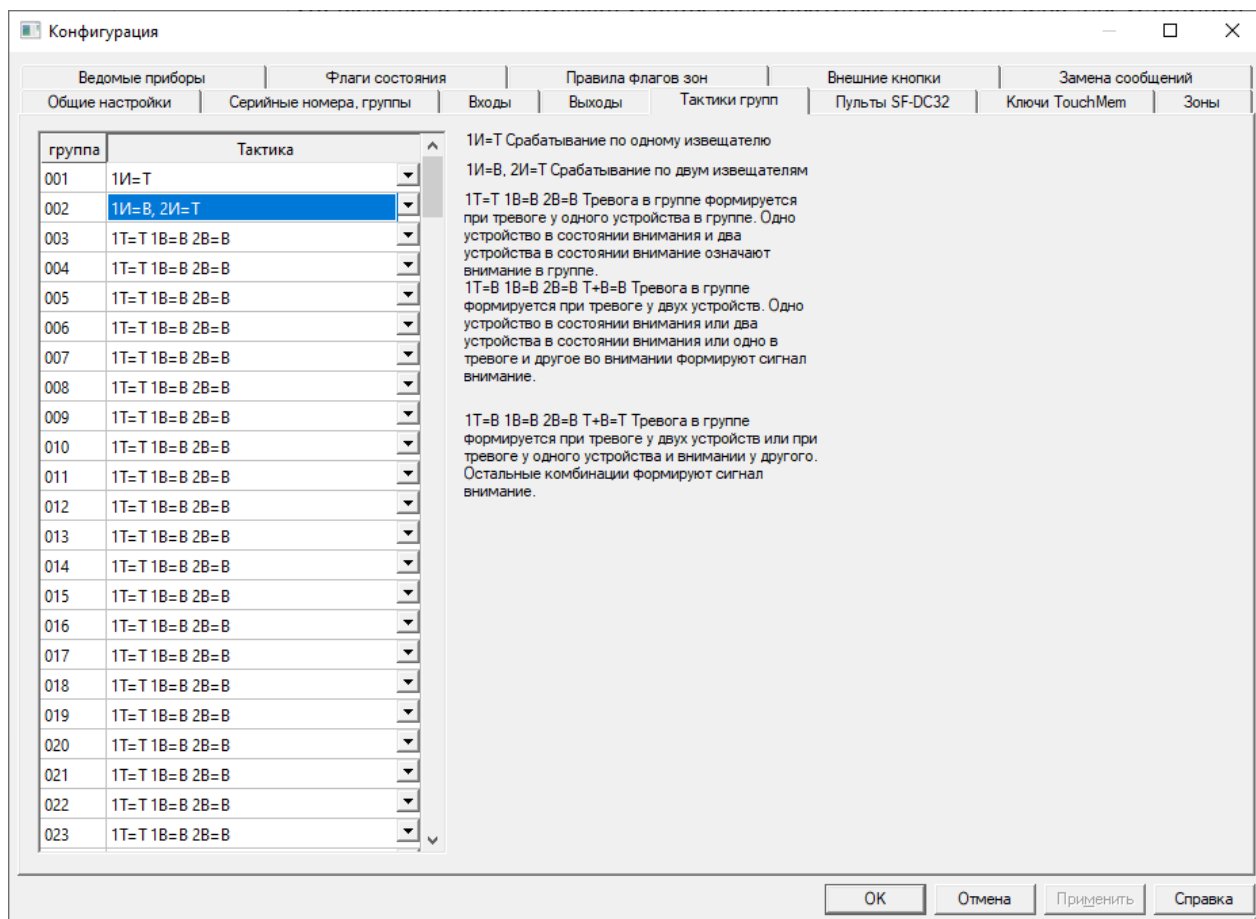 Конфигурация
Ведомые приборы
Флаги состояния
Правила флагов зон
Внешние кнопки
Замена сообщений
Общие настройки
Серийные номера, группы
Входы
Выходы
Тактики групп
Пульты SF-DC32
Ключи TouchMem
Зоны
группа Тактика
001 1И=Т
002 1И=В, 2И=Т
003 1Т=Т 1В=В 2В=В
004 1Т=Т 1В=В 2В=В
005 1Т=Т 1В=В 2В=В
006 1Т=Т 1В=В 2В=В
007 1Т=Т 1В=В 2В=В
008 1Т=Т 1В=В 2В=В
009 1Т=Т 1В=В 2В=В
010 1Т=Т 1В=В 2В=В
011 1Т=Т 1В=В 2В=В
012 1Т=Т 1В=В 2В=В
013 1Т=Т 1В=В 2В=В
014 1Т=Т 1В=В 2В=В
015 1Т=Т 1В=В 2В=В
016 1Т=Т 1В=В 2В=В
017 1Т=Т 1В=В 2В=В
018 1Т=Т 1В=В 2В=В
019 1Т=Т 1В=В 2В=В
020 1Т=Т 1В=В 2В=В
021 1Т=Т 1В=В 2В=В
022 1Т=Т 1В=В 2В=В
023 1Т=Т 1В=В 2В=В
1И=Т Срабатывание по одному извещателю
1И=В, 2И=Т Срабатывание по двум извещателям
1Т=Т 1В=В 2В=В Тревога в группе формируется
при тревоге у одного устройства в группе. Одно
устройство в состоянии внимания и два
устройства в состоянии внимание означают
внимание в группе.
1Т=В 1В=В 2В=В Т+В=В Тревога в группе
формируется при тревоге у двух устройств. Одно
устройство в состоянии внимания или два
устройства в состоянии внимания или одно в
тревоге и другое во внимании формируют сигнал
внимание.
1Т=В 1В=В 2В=В Т+В=Т Тревога в группе
формируется при тревоге у двух устройств или при
тревоге у одного устройства и внимании у другого.
Остальные комбинации формируют сигнал
внимание.
OK
Отмена
Применить
Справка